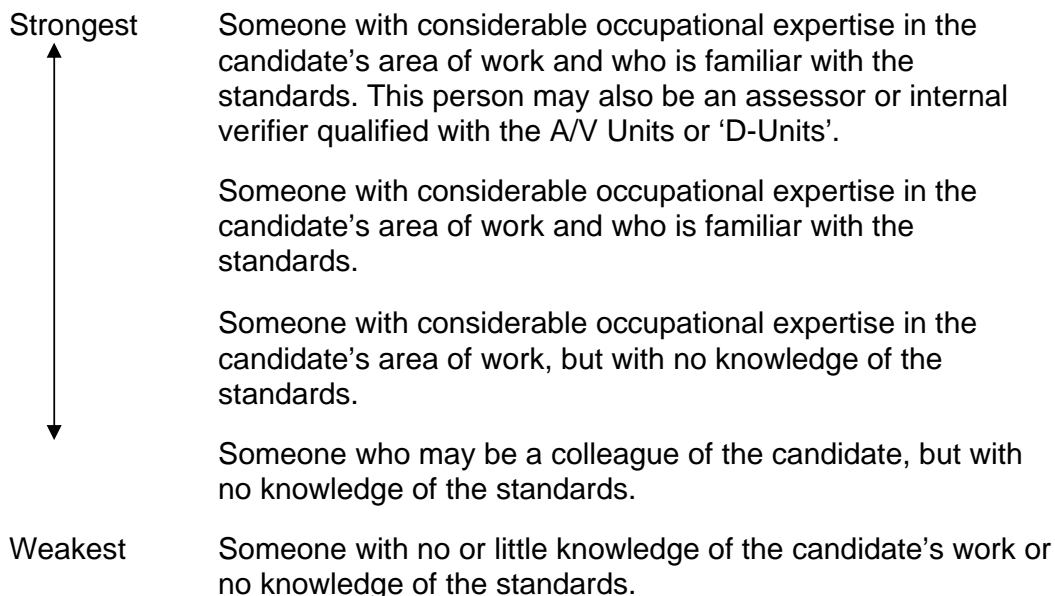 Strongest Someone with considerable occupational expertise in the
candidate’s area of work and who is familiar with the
standards. This person may also be an assessor or internal
verifier qualified with the A/V Units or ‘D-Units’.
Someone with considerable occupational expertise in the
candidate’s area of work and who is familiar with the
standards.
Someone with considerable occupational expertise in the
candidate’s area of work, but with no knowledge of the
standards.
Someone who may be a colleague of the candidate, but with
no knowledge of the standards.
Weakest Someone with no or little knowledge of the candidate’s work or
no knowledge of the standards.